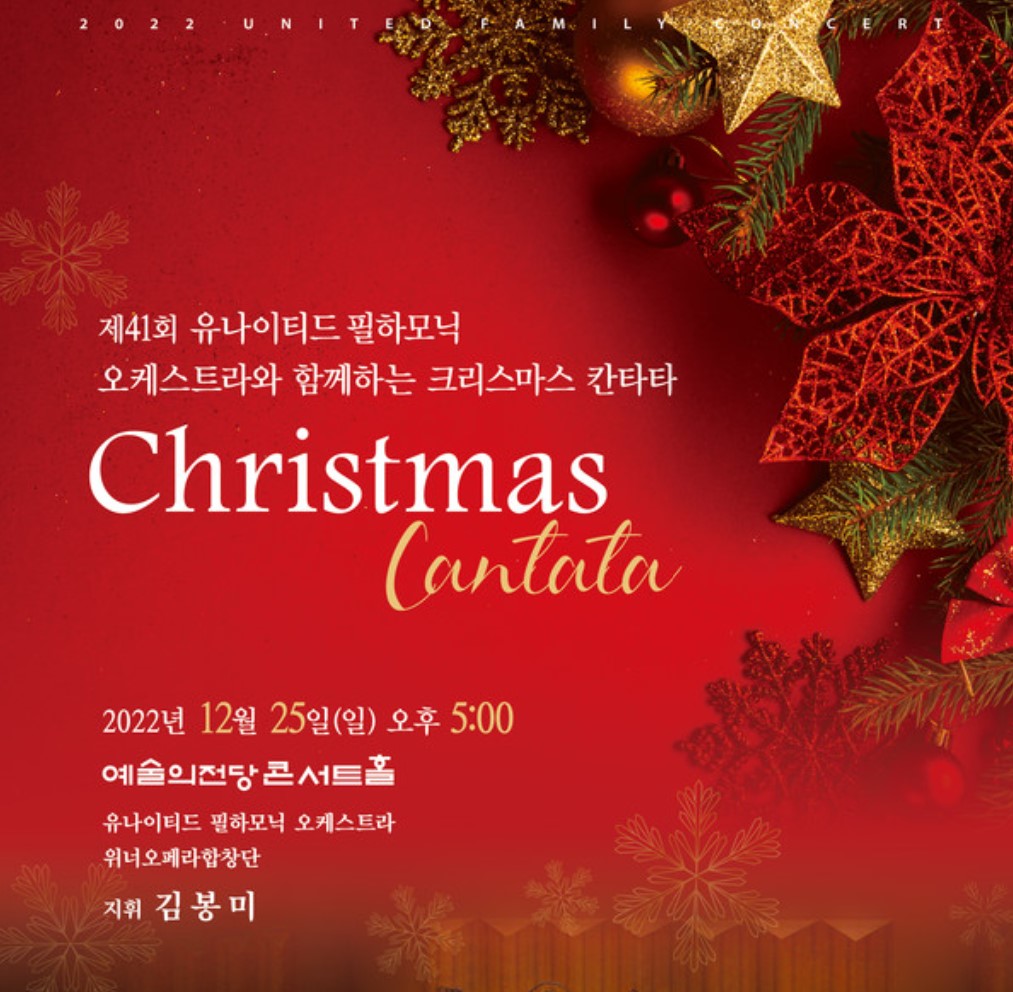 2022 UNITED FAMILY CONCERT
제41회 유나이티드 필하모닉
오케스트라와 함께하는 크리스마스 칸타타
Christmas
Cantata
2022년 12월 25일(일) 오후 5:00
예술의전당 콘서트홀
유나이티드 필하모닉 오케스트라
위너오페라합창단
지휘 김봉미